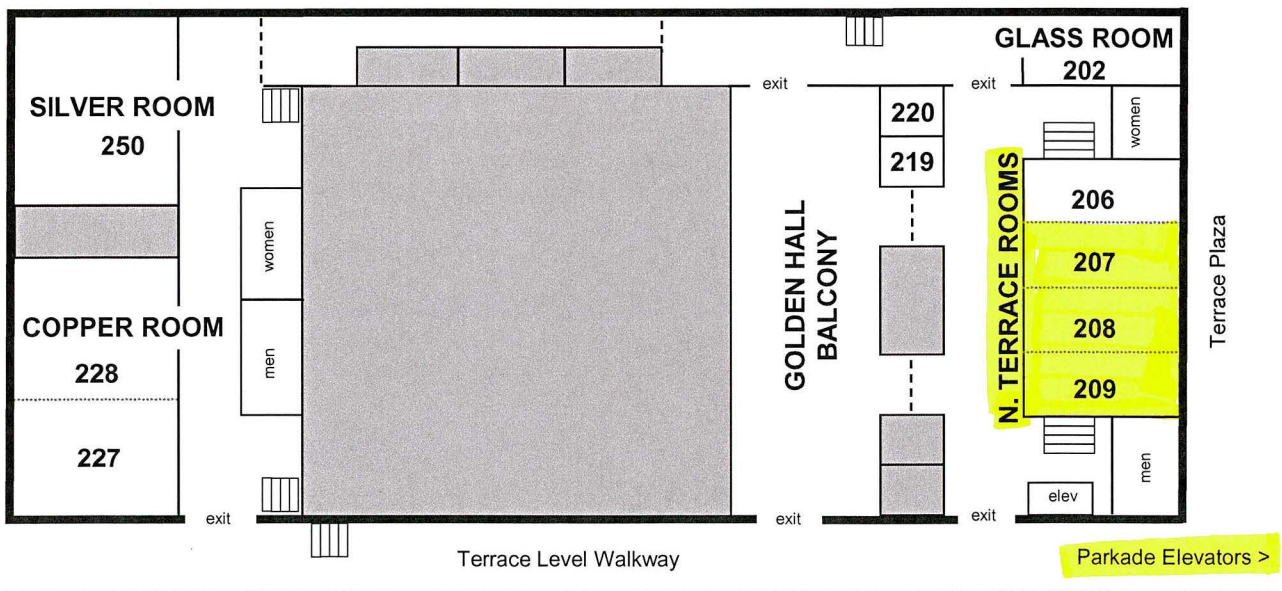 GLASS ROOM
202
exit
exit
SILVER ROOM
250
220
219
women
N. TERRACE ROOMS
206
207
208
209
women
men
GOLDEN HALL
BALCONY
Terrace Plaza
COPPER ROOM
228
227
men
elev
exit
exit
exit
Terrace Level Walkway
Parkade Elevators >